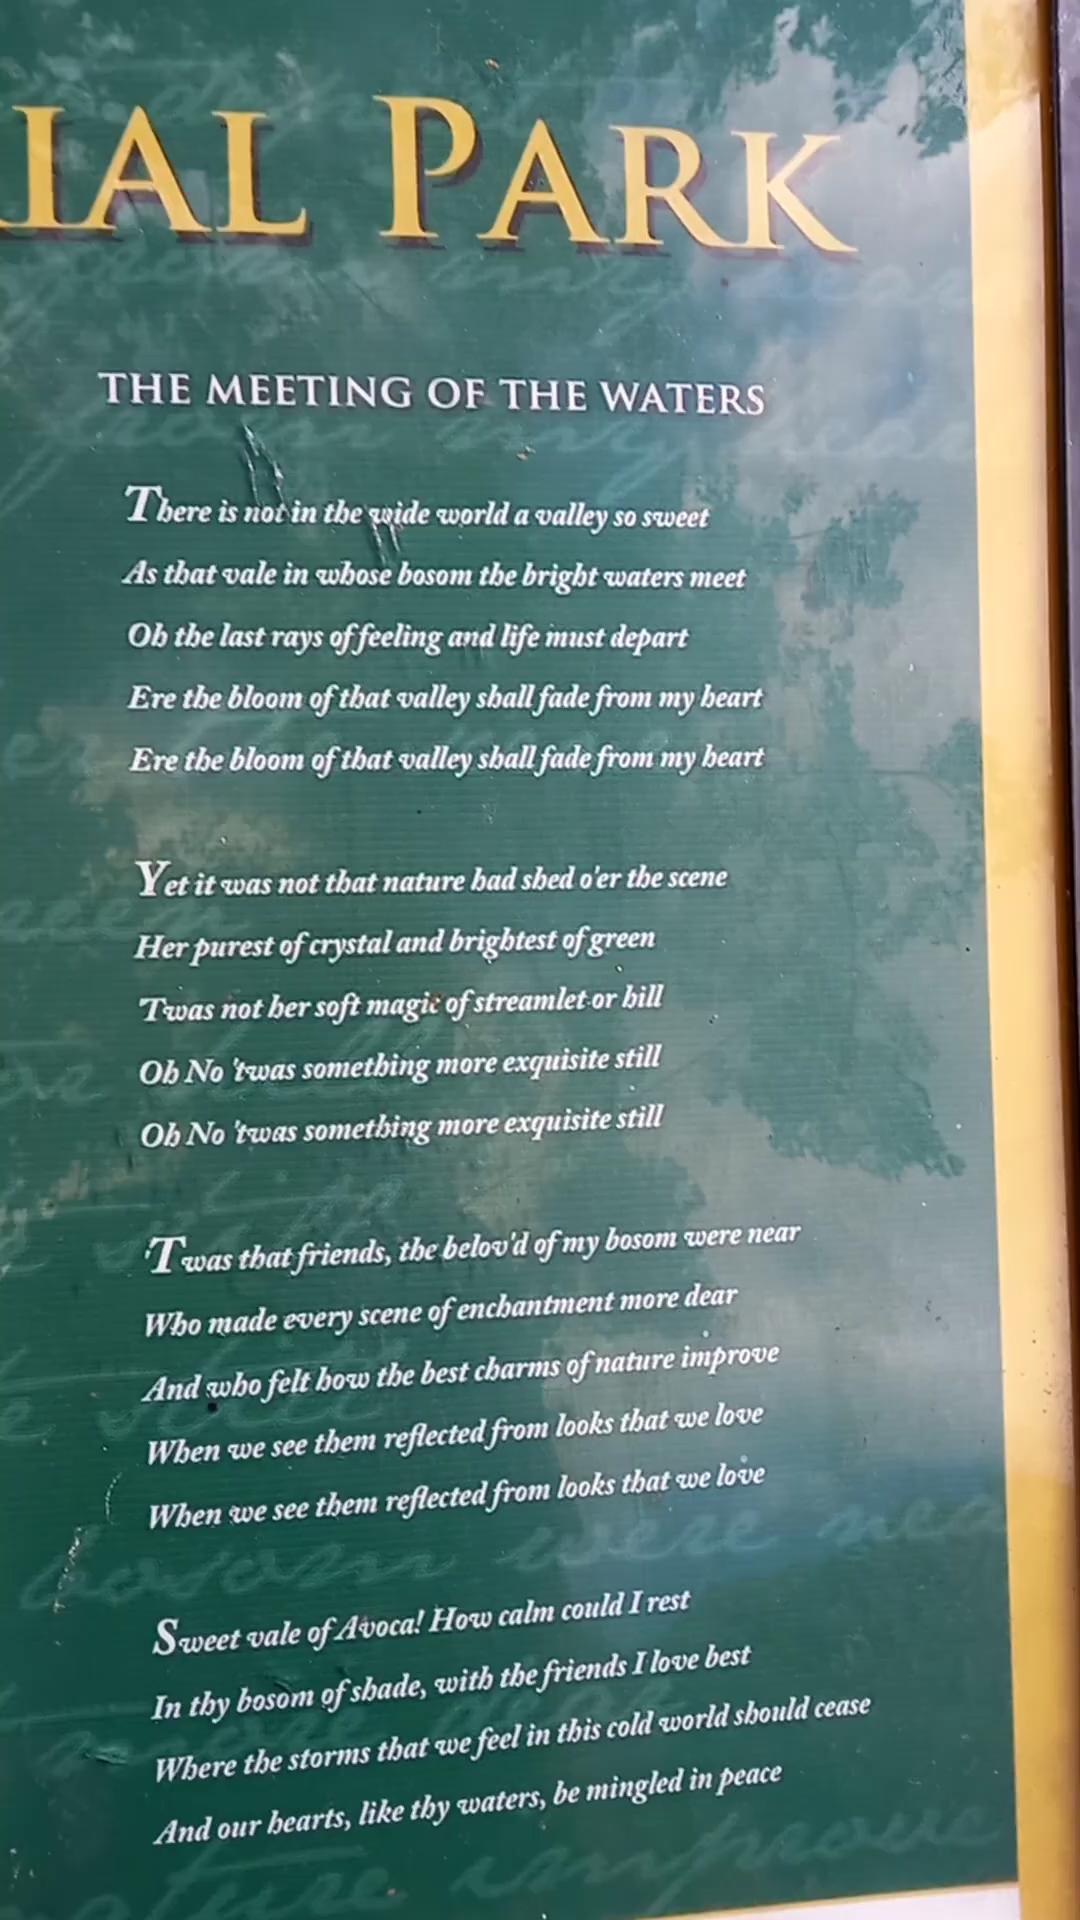 IAL PARK
THE MEETING OF THE WATERS
There is not in the wide world a valley so sweet
As that vale in whose bosom the bright waters meet
Oh the last rays of feeling and life must depart
Ere the bloom of that valley shall fade from my heart
Ere the bloom of that valley shall fade from my heart
Yet it was not that nature had shed o'er the scene
Her purest of crystal and brightest of green
'Twas not her soft magic of streamlet or hill
Oh No 'twas something more exquisite still
Oh No 'twas something more exquisite still
'Twas that friends, the belov'd of my bosom were near
Who made every scene of enchantment more dear
And who felt how the best charms of nature improve
When we see them reflected from looks that we love
When we see them reflected from looks that we love
Sweet vale of Avoca! How calm could I rest
In thy bosom of shade, with the friends I love best
Where the storms that we feel in this cold world should cease
And our hearts, like thy waters, be mingled in peace